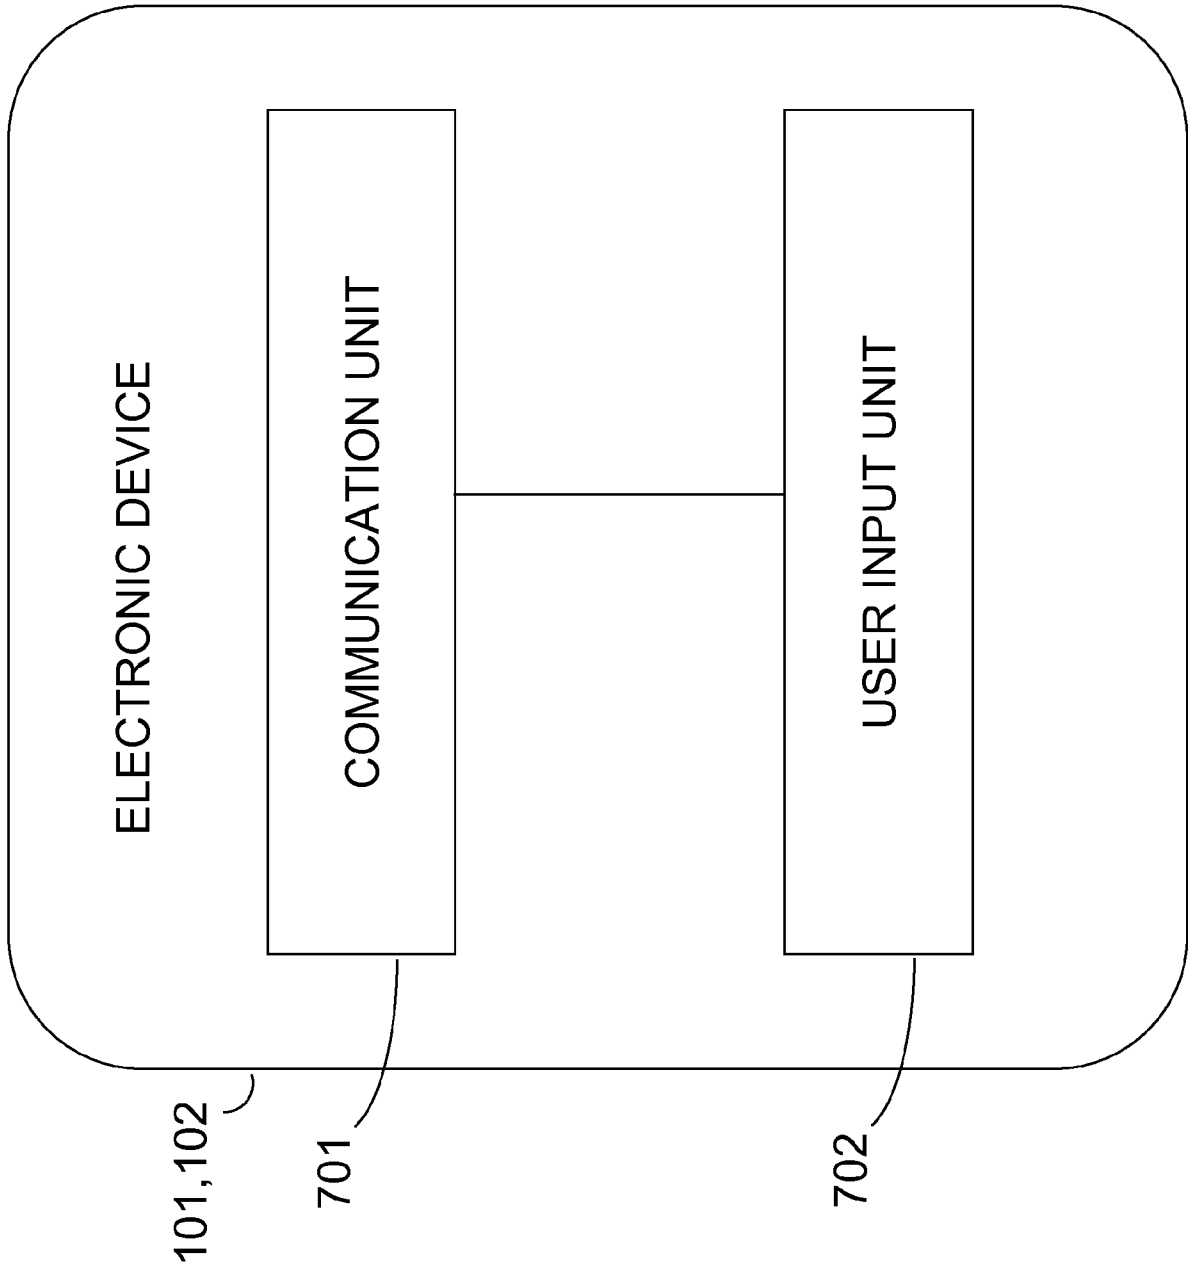 ELECTRONIC DEVICE
101,102
COMMUNICATION UNIT
701
USER INPUT UNIT
702